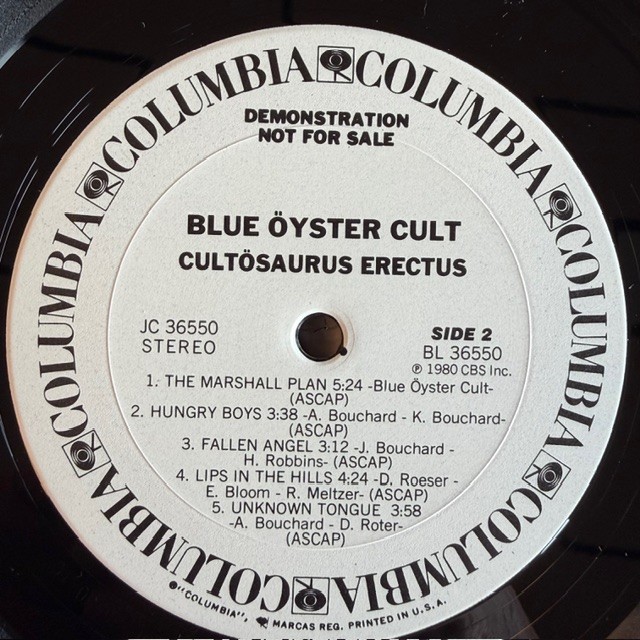 COLUMBIA COLUMBIA COLUMBIA COLUMBIA COLUMBIA COLUMBIA
DEMONSTRATION
NOT FOR SALE
BLUE ÖYSTER CULT
CULTÖSAURUS ERECTUS
JC 36550
STEREO
SIDE 2
BL 36550
℗ 1980 CBS Inc.
1. THE MARSHALL PLAN 5:24 -Blue Öyster Cult-
(ASCAP)
2. HUNGRY BOYS 3:38 -A. Bouchard - K. Bouchard-
(ASCAP)
3. FALLEN ANGEL 3:12 -J. Bouchard -
H. Robbins- (ASCAP)
4. LIPS IN THE HILLS 4:24 -D. Roeser -
E. Bloom - R. Meltzer- (ASCAP)
5. UNKNOWN TONGUE 3:58
-A. Bouchard - D. Roter-
(ASCAP)
"COLUMBIA", MARCAS REG. PRINTED IN U.S.A.